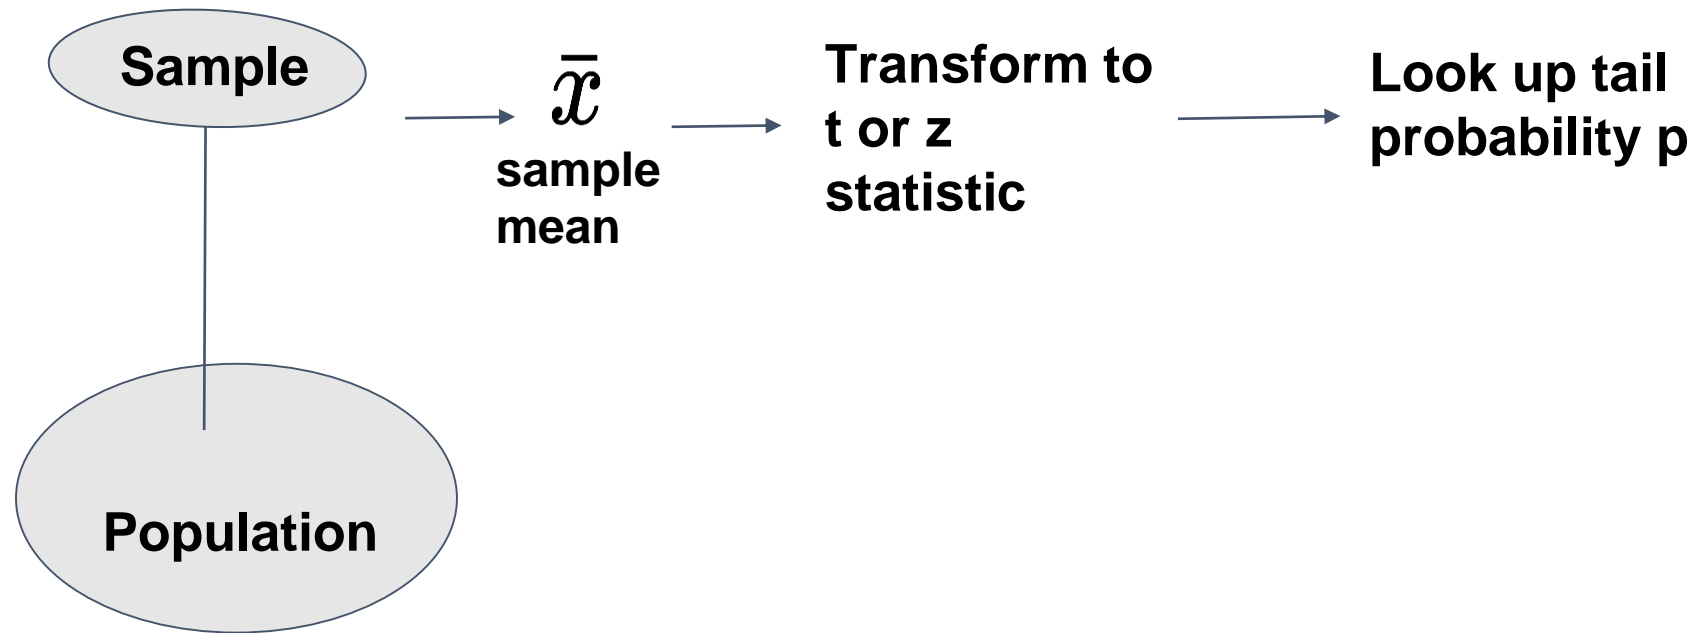 Sample
x̄
sample
mean
Transform to
t or z
statistic
Look up tail
probability p
Population